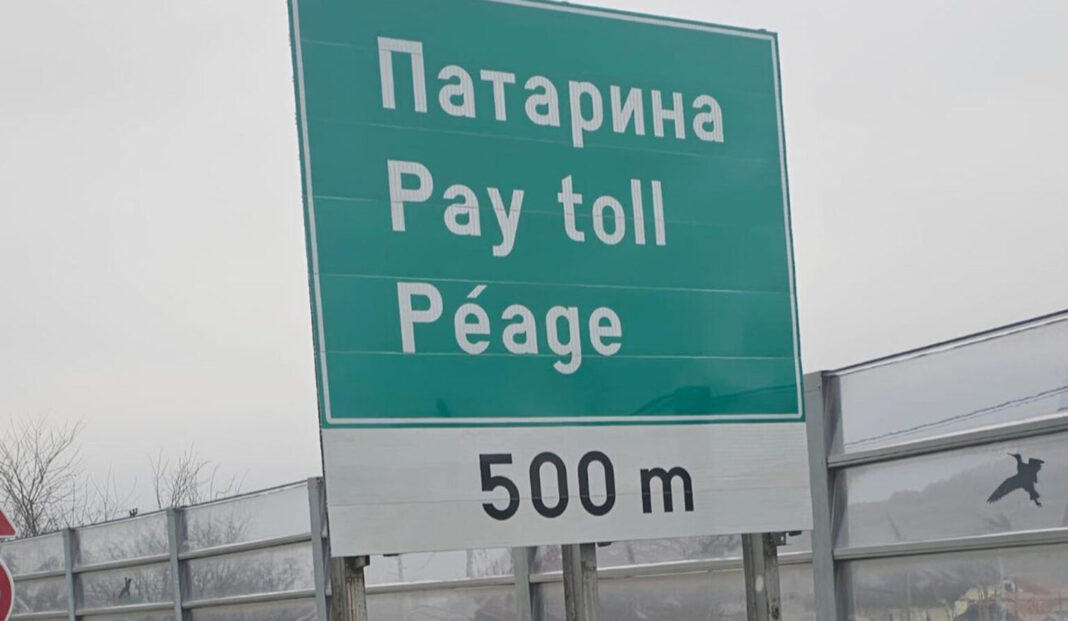 Патарина
Pay toll
Péage
500 m